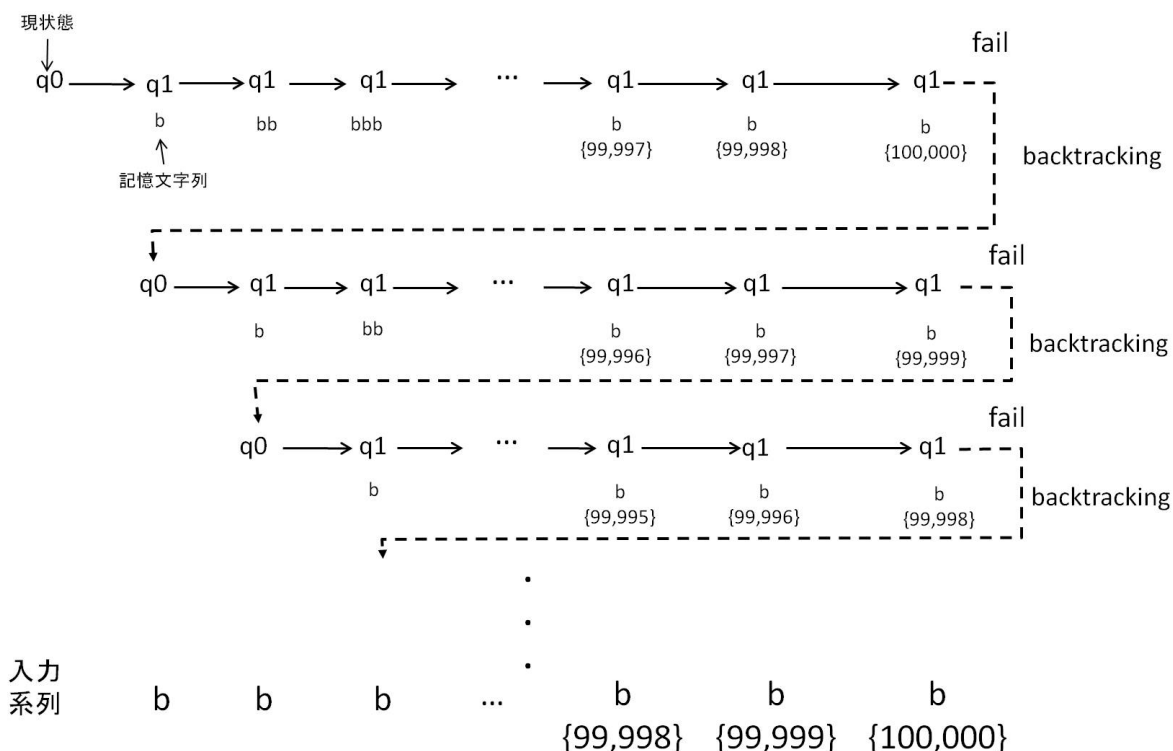 現状態
fail
q0 q1 q1 q1 ... q1 q1 q1
b bb bbb b b b
{99,997} {99,998} {100,000}
backtracking
記憶文字列
fail
q0 q1 q1 ... q1 q1 q1
b bb b b b
{99,996} {99,997} {99,999}
backtracking
fail
q0 q1 ... q1 q1 q1
b b b b
{99,995} {99,996} {99,998}
backtracking
入力
系列
b b b ... b b b
{99,998} {99,999} {100,000}